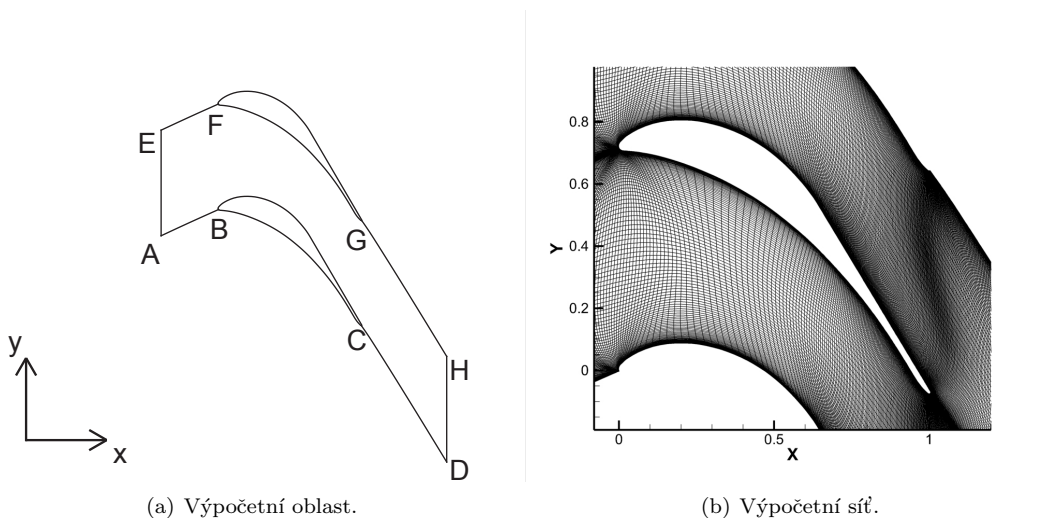 E
F
A
B
G
C
H
D
y
x
(a) Výpočetní oblast.
0.8
0.6
Y
0.4
0.2
0
0
0.5
1
X
(b) Výpočetní síť.